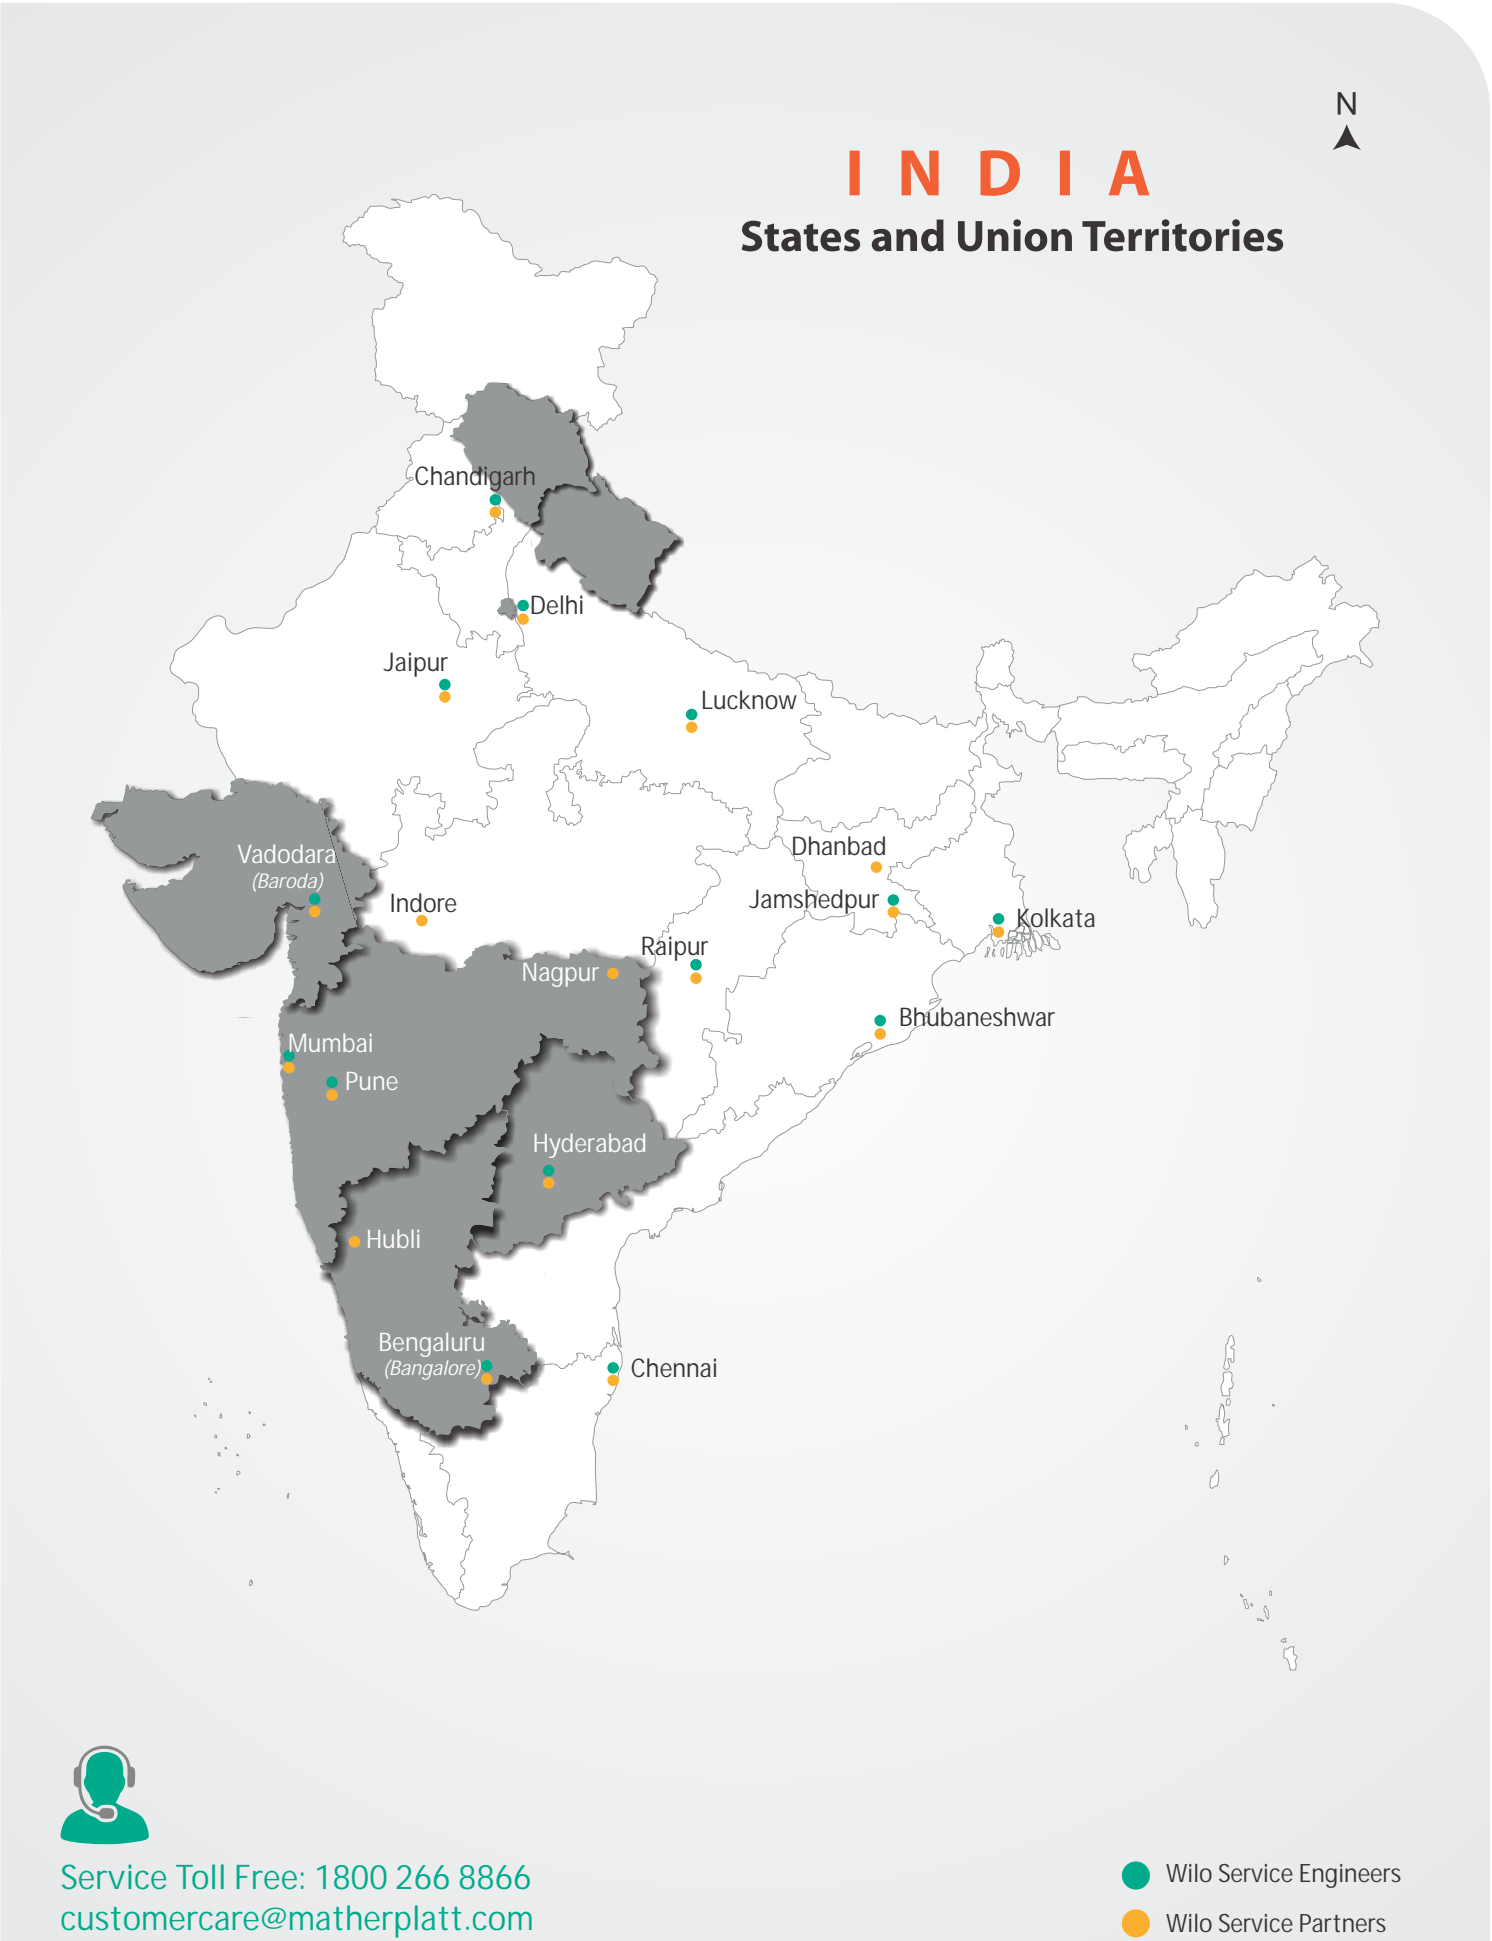 N
I N D I A
States and Union Territories
Chandigarh
Delhi
Jaipur
Lucknow
Dhanbad
Vadodara
(Baroda)
Indore
Jamshedpur
Kolkata
Raipur
Nagpur
Bhubaneshwar
Mumbai
Pune
Hyderabad
Hubli
Bengaluru
(Bangalore)
Chennai
Service Toll Free: 1800 266 8866
customercare@matherplatt.com
Wilo Service Engineers
Wilo Service Partners